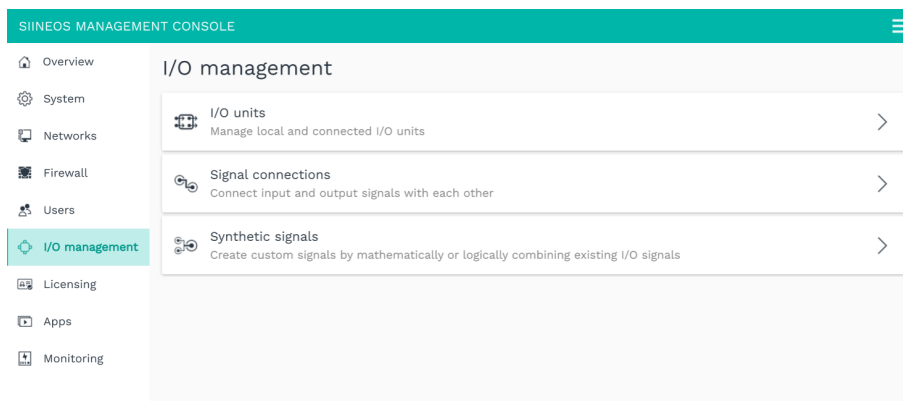 SIINEOS MANAGEMENT CONSOLE
Overview
System
Networks
Firewall
Users
I/O management
Licensing
Apps
Monitoring
I/O management
I/O units
Manage local and connected I/O units
Signal connections
Connect input and output signals with each other
Synthetic signals
Create custom signals by mathematically or logically combining existing I/O signals